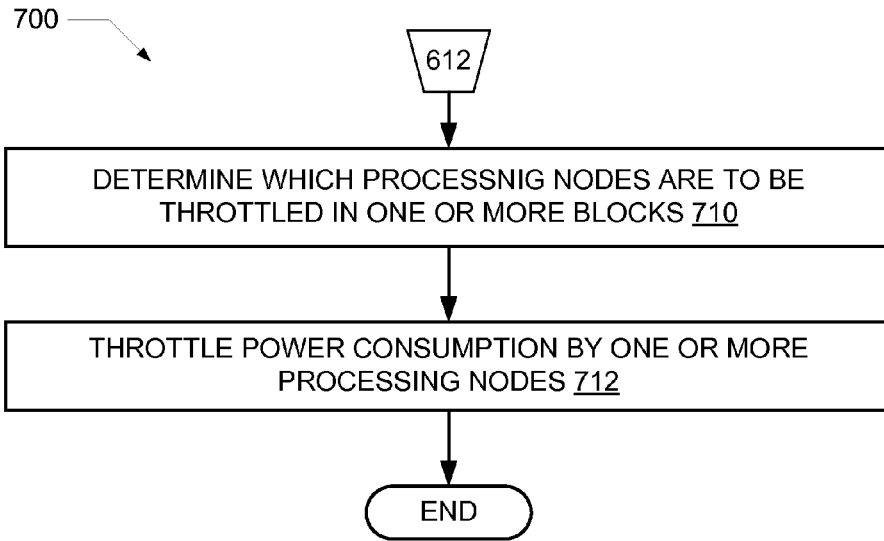 700
612
DETERMINE WHICH PROCESSNIG NODES ARE TO BE
THROTTLED IN ONE OR MORE BLOCKS 710
THROTTLE POWER CONSUMPTION BY ONE OR MORE
PROCESSING NODES 712
END